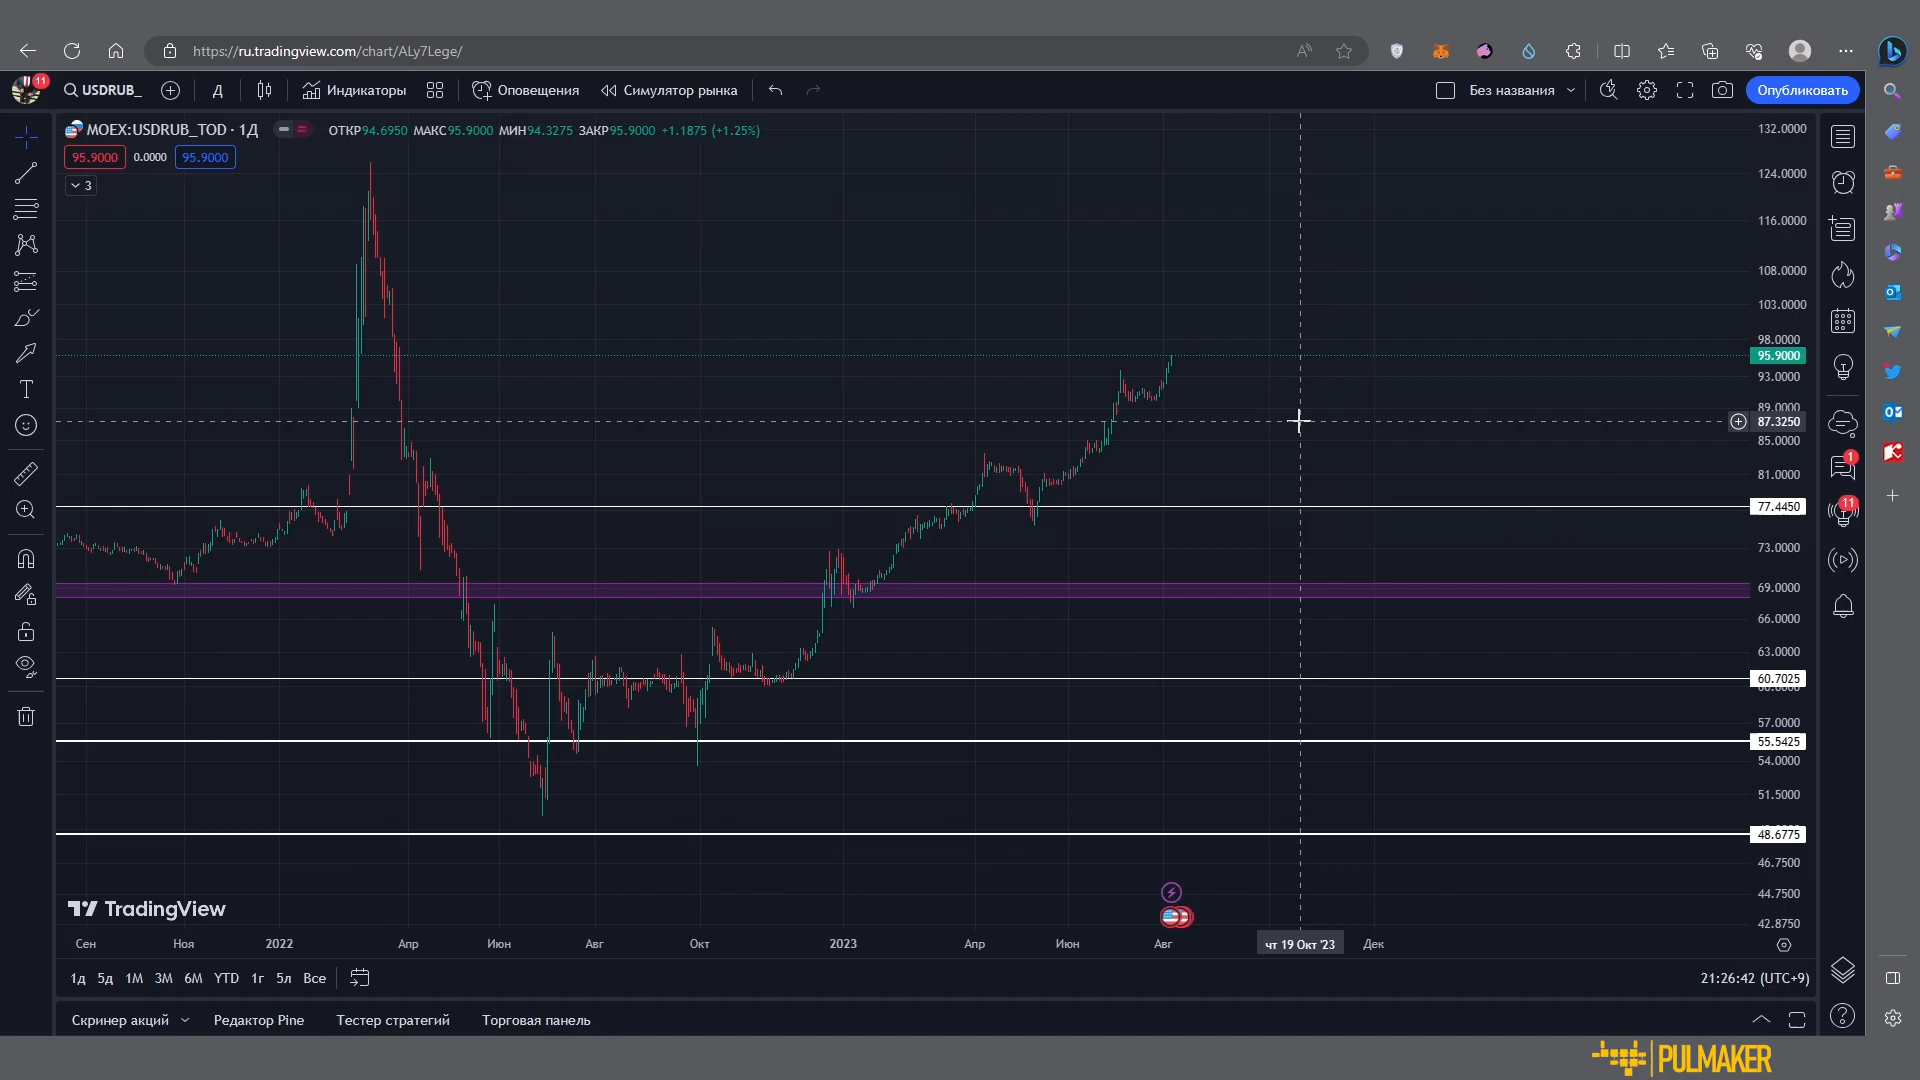 https://ru.tradingview.com/chart/ALy7Lege/
11
USDRUB_
Д
Индикаторы
Оповещения
Симулятор рынка
Без названия
Опубликовать
MOEX:USDRUB_TOD · 1Д
ОТКР94.6950 МАКС95.9000 МИН94.3275 ЗАКР95.9000 +1.1875 (+1.25%)
95.9000
0.0000
95.9000
3
132.0000
124.0000
116.0000
108.0000
103.0000
98.0000
95.9000
93.0000
89.0000
87.3250
85.0000
81.0000
77.4450
73.0000
69.0000
66.0000
63.0000
60.7025
60.0000
57.0000
55.5425
54.0000
51.5000
48.6775
46.7500
44.7500
42.8750
1
11
TradingView
Сен
Ноя
2022
Апр
Июн
Авг
Окт
2023
Апр
Июн
Авг
чт 19 Окт '23
Дек
1д
5д
1М
3М
6М
YTD
1г
5л
Все
21:26:42 (UTC+9)
Скринер акций
Редактор Pine
Тестер стратегий
Торговая панель
PULMAKER